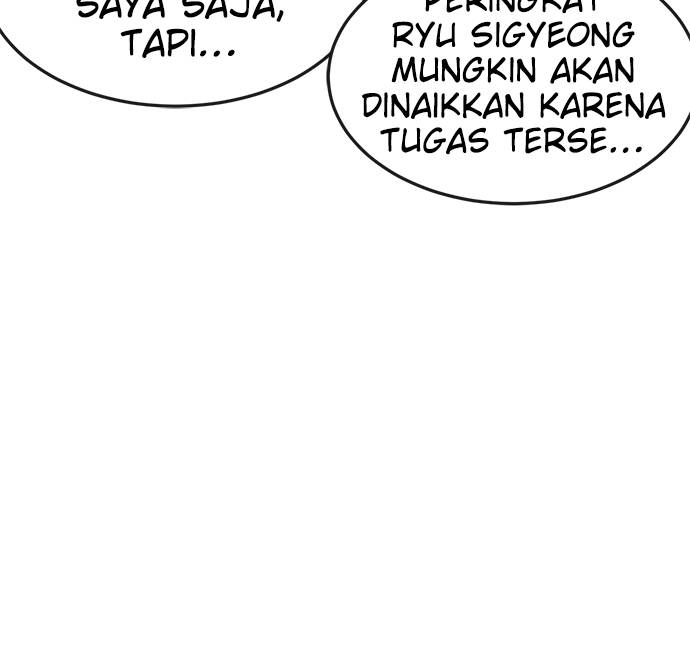 SAYA SAJA,
TAPI...
PERINGKAT
RYU SIGYEONG
MUNGKIN AKAN
DINAIKKAN KARENA
TUGAS TERSE...